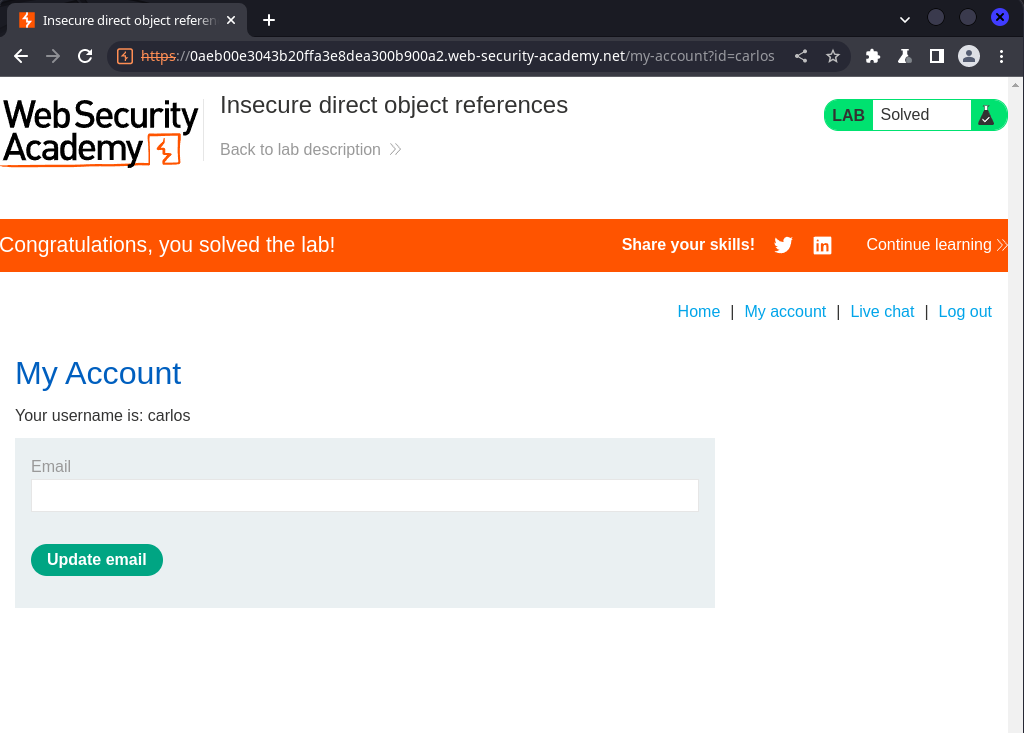 Insecure direct object referen
https://0aeb00e3043b20ffa3e8dea300b900a2.web-security-academy.net/my-account?id=carlos
Web Security
Academy
Insecure direct object references
Back to lab description
LAB Solved
Congratulations, you solved the lab!
Share your skills!
Continue learning
Home | My account | Live chat | Log out
My Account
Your username is: carlos
Email
Update email